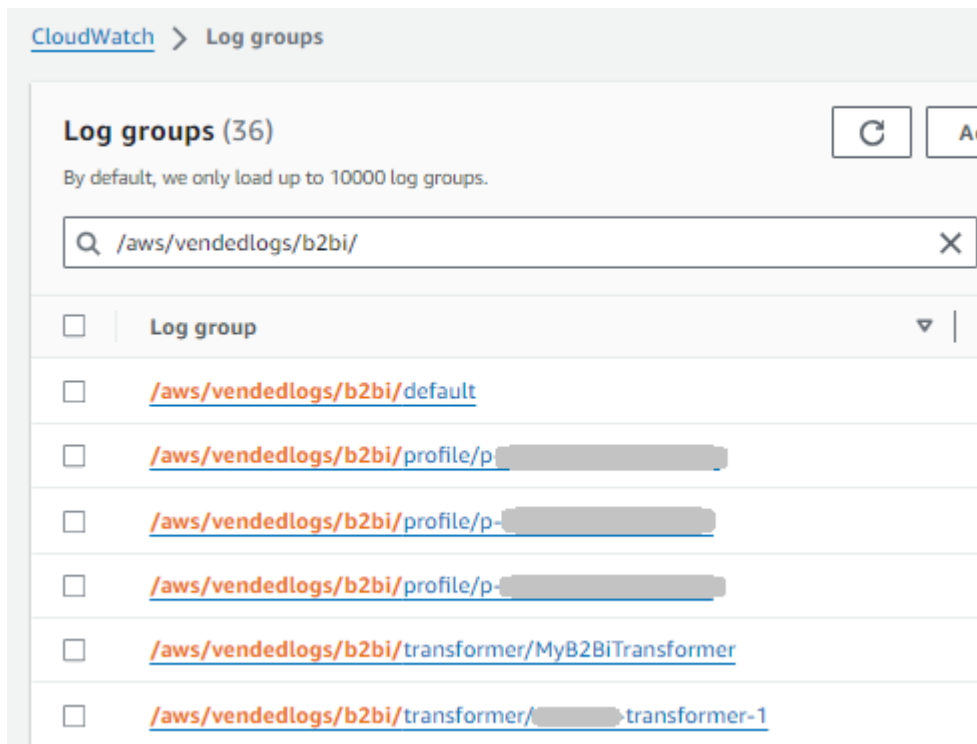 CloudWatch > Log groups
Log groups (36)
By default, we only load up to 10000 log groups.
/aws/vendedlogs/b2bi/
Log group
/aws/vendedlogs/b2bi/default
/aws/vendedlogs/b2bi/profile/p-
/aws/vendedlogs/b2bi/profile/p-
/aws/vendedlogs/b2bi/profile/p-
/aws/vendedlogs/b2bi/transformer/MyB2BiTransformer
/aws/vendedlogs/b2bi/transformer/ -transformer-1